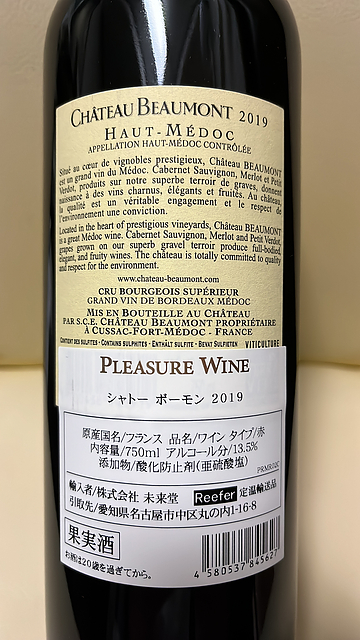 CHÂTEAU BEAUMONT 2019
HAUT-MÉDOC
APPELLATION HAUT-MÉDOC CONTRÔLÉE
Situé au cœur de vignobles prestigieux, Château BEAUMONT
est un grand vin du Médoc. Cabernet Sauvignon, Merlot et Petit
Verdot, produits sur notre superbe terroir de graves, donnent
naissance à des vins charnus, élégants et fruités. Au château,
la qualité est un véritable engagement et le respect de
l'environnement une conviction.
Located in the heart of prestigious vineyards, Château BEAUMONT
is a great Médoc wine. Cabernet Sauvignon, Merlot and Petit Verdot,
grapes grown on our superb gravel terroir produce full-bodied,
elegant, and fruity wines. The château is totally committed to quality
and respect for the environment.
www.chateau-beaumont.com
CRU BOURGEOIS SUPÉRIEUR
GRAND VIN DE BORDEAUX MÉDOC
MIS EN BOUTEILLE AU CHÂTEAU
PAR S.C.E. CHÂTEAU BEAUMONT PROPRIÉTAIRE
À CUSSAC-FORT-MÉDOC - FRANCE
CONTIENT DES SULFITES - CONTAINS SULPHITES - ENTHÄLT SULFITE - BEVAT SULFIETEN VITICULTURE
PLEASURE WINE
シャトー ボーモン 2019
原産国名/フランス 品名/ワイン タイプ/赤
内容量/750ml アルコール分/13.5%
添加物/酸化防止剤(亜硫酸塩)
輸入者/株式会社 未来堂 Reefer 定温輸送品
引取先/愛知県名古屋市中区丸の内1-16-8
果実酒
お酒は20歳を過ぎてから。
4 580537 845627